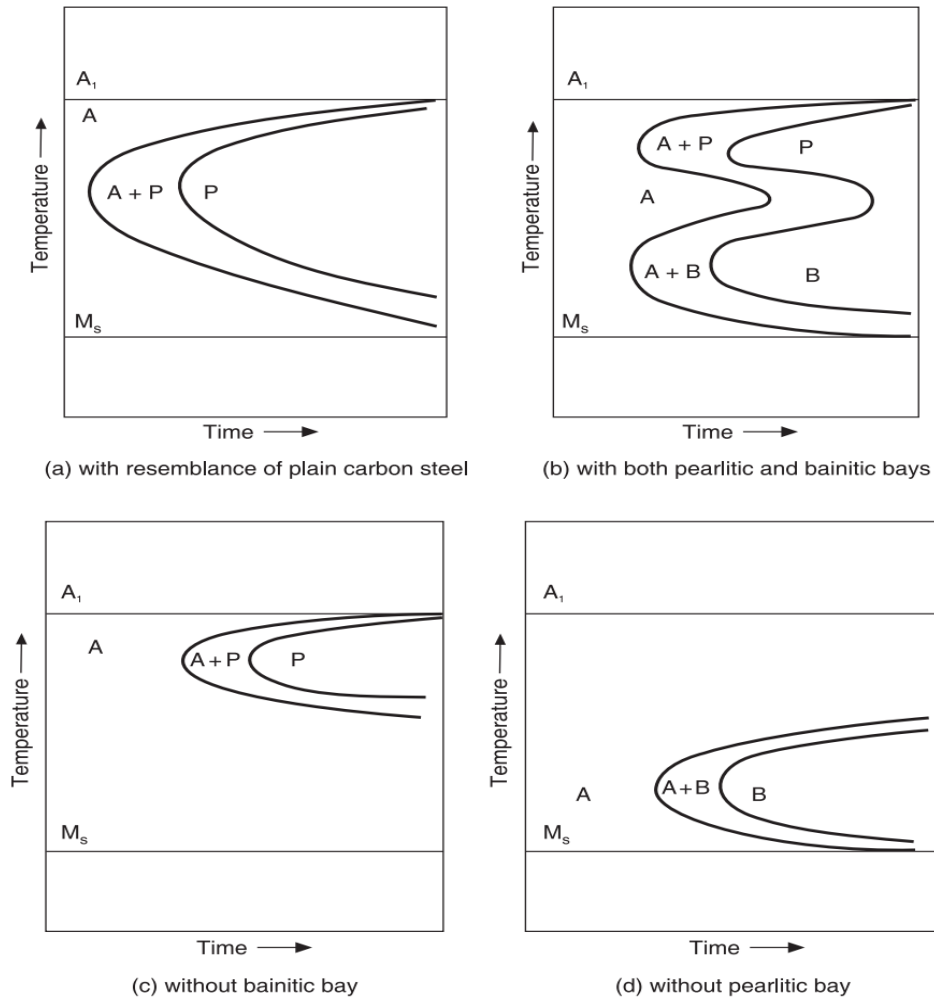 A₁
A
A + P
P
Mₛ
Temperature
Time
(a) with resemblance of plain carbon steel
A₁
A + P
P
A
A + B
B
Mₛ
Temperature
Time
(b) with both pearlitic and bainitic bays
A₁
A
A + P
P
Mₛ
Temperature
Time
(c) without bainitic bay
A₁
A
A+B
B
Mₛ
Temperature
Time
(d) without pearlitic bay